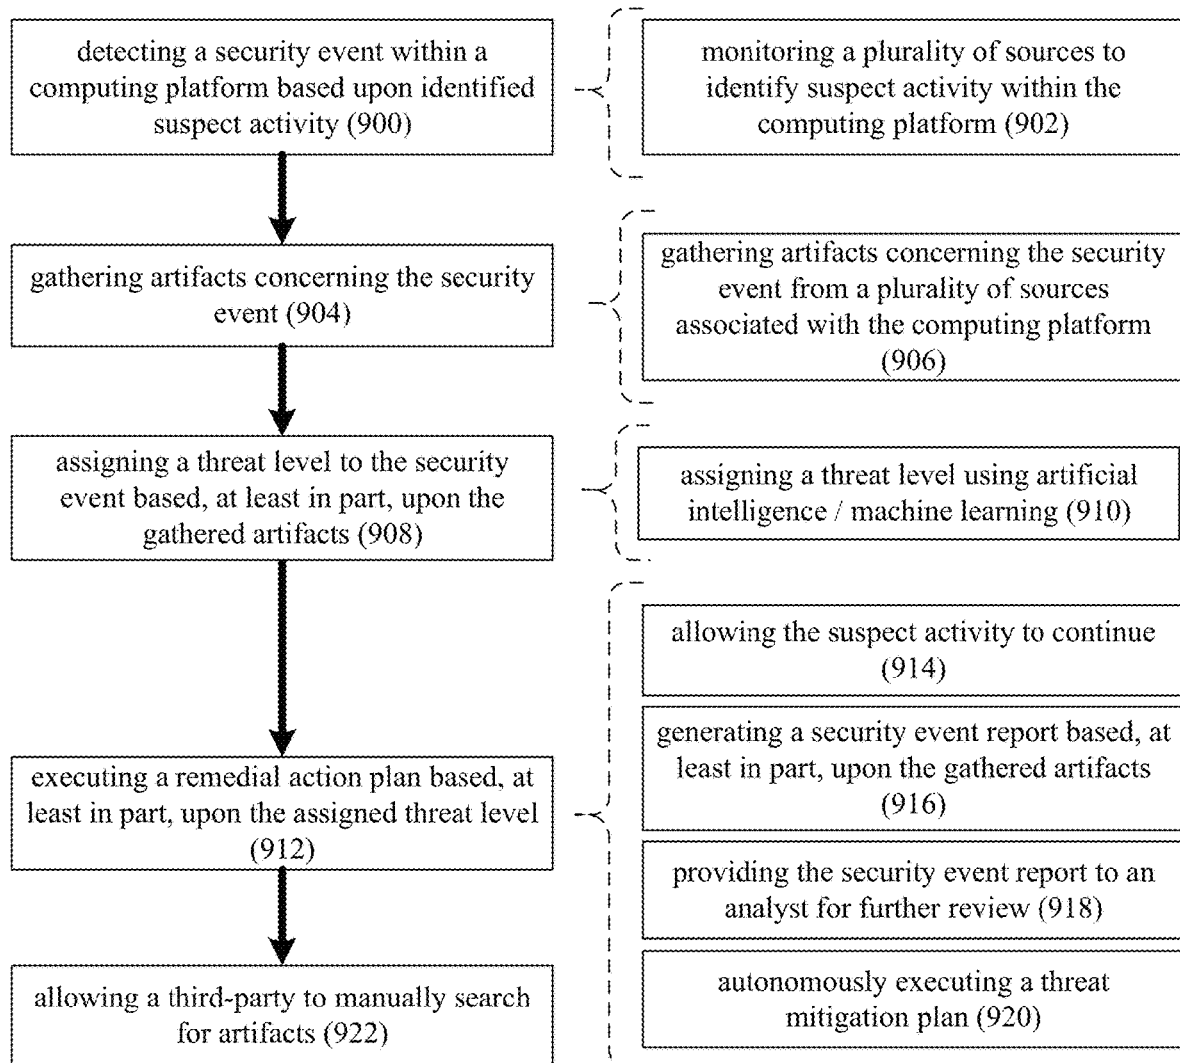 detecting a security event within a
computing platform based upon identified
suspect activity (900)
monitoring a plurality of sources to
identify suspect activity within the
computing platform (902)
gathering artifacts concerning the security
event (904)
gathering artifacts concerning the security
event from a plurality of sources
associated with the computing platform
(906)
assigning a threat level to the security
event based, at least in part, upon the
gathered artifacts (908)
assigning a threat level using artificial
intelligence / machine learning (910)
executing a remedial action plan based, at
least in part, upon the assigned threat level
(912)
allowing the suspect activity to continue
(914)
generating a security event report based, at
least in part, upon the gathered artifacts
(916)
providing the security event report to an
analyst for further review (918)
autonomously executing a threat
mitigation plan (920)
allowing a third-party to manually search
for artifacts (922)